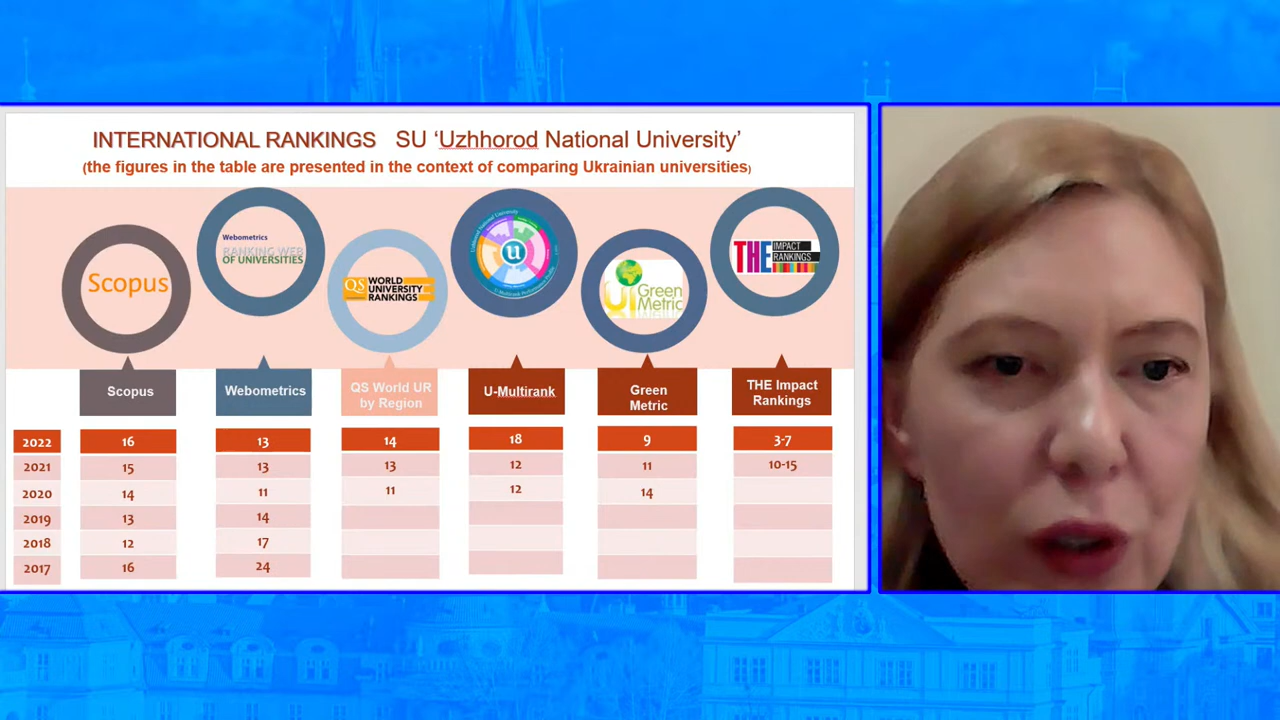 INTERNATIONAL RANKINGS SU ‘Uzhhorod National University’
(the figures in the table are presented in the context of comparing Ukrainian universities)
Scopus
Webometrics
RANKING WEB
OF UNIVERSITIES
QS WORLD
UNIVERSITY
RANKINGS
u
UI
Green
Metric
THE IMPACT
RANKINGS
Scopus
Webometrics
QS World UR
by Region
U-Multirank
Green
Metric
THE Impact
Rankings
2022 16 13 14 18 9 3-7
2021 15 13 13 12 11 10-15
2020 14 11 11 12 14
2019 13 14
2018 12 17
2017 16 24